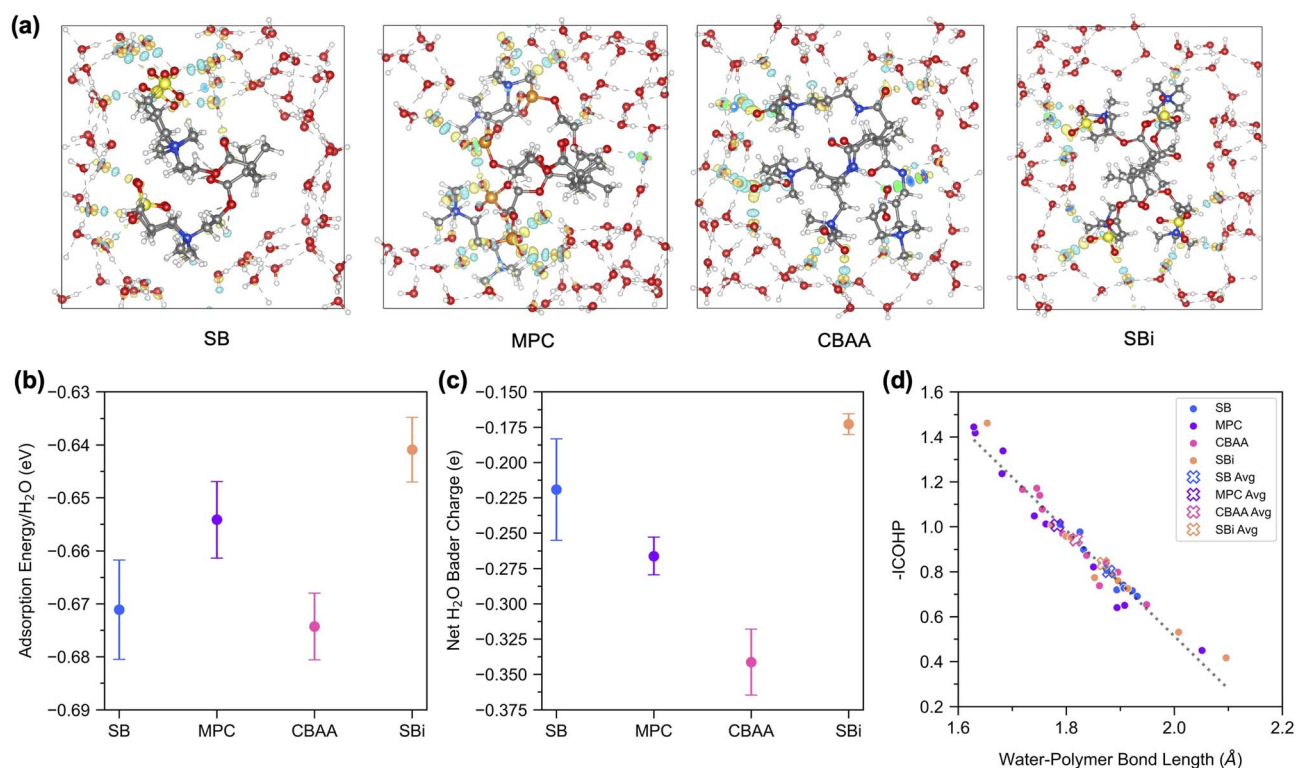 (a)
SB
MPC
CBAA
SBi
(b)
Adsorption Energy/H₂O (eV)
−0.63
−0.64
−0.65
−0.66
−0.67
−0.68
−0.69
SB
MPC
CBAA
SBi
(c)
Net H₂O Bader Charge (e)
−0.150
−0.175
−0.200
−0.225
−0.250
−0.275
−0.300
−0.325
−0.350
−0.375
SB
MPC
CBAA
SBi
(d)
-ICOHP
1.6
1.4
1.2
1.0
0.8
0.6
0.4
0.2
SB
MPC
CBAA
SBi
SB Avg
MPC Avg
CBAA Avg
SBi Avg
1.6
1.8
2.0
2.2
Water-Polymer Bond Length (Å)